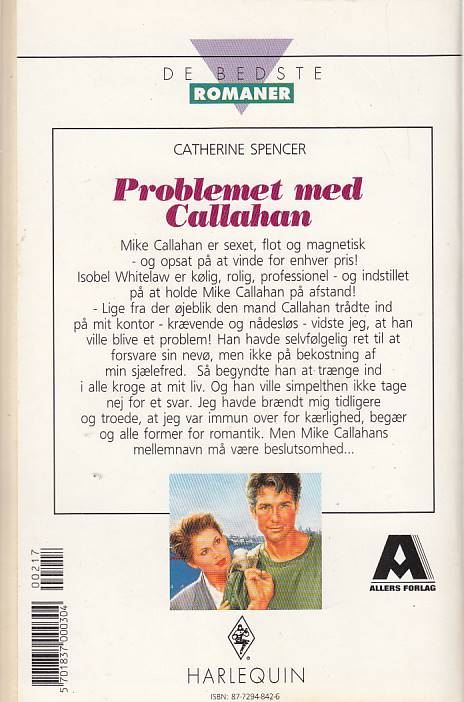 DE BEDSTE
ROMANER
CATHERINE SPENCER
Problemet med
Callahan
Mike Callahan er sexet, flot og magnetisk
- og opsat på at vinde for enhver pris!
Isobel Whitelaw er kølig, rolig, professionel - og indstillet
på at holde Mike Callahan på afstand!
- Lige fra der øjeblik den mand Callahan trådte ind
på mit kontor - krævende og nådesløs - vidste jeg, at han
ville blive et problem! Han havde selvfølgelig ret til at
forsvare sin nevø, men ikke på bekostning af
min sjælefred. Så begyndte han at trænge ind
i alle kroge at mit liv. Og han ville simpelthen ikke tage
nej for et svar. Jeg havde brændt mig tidligere
og troede, at jeg var immun over for kærlighed, begær
og alle former for romantik. Men Mike Callahans
mellemnavn må være beslutsomhed...
00217
5701837000304
A
ALLERS FORLAG
HARLEQUIN
ISBN: 87-7294-842-6